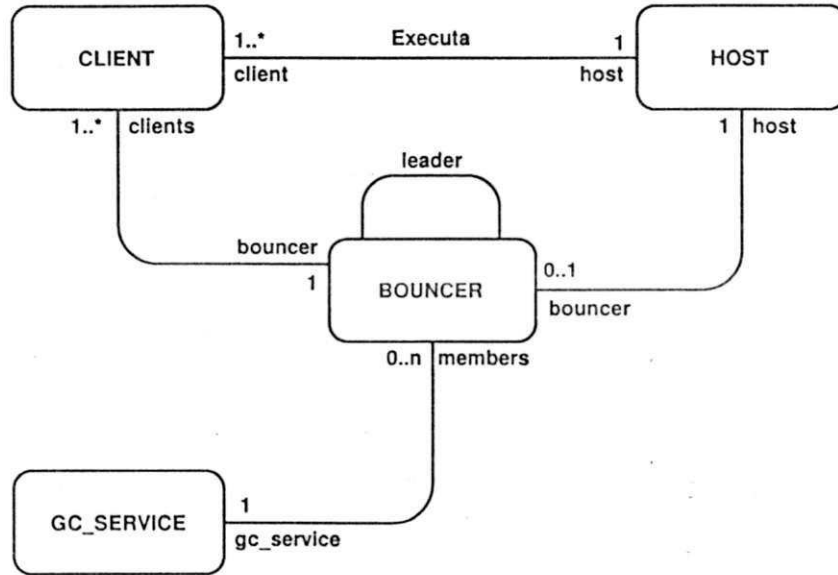 CLIENT
1..*
Executa
1
client
host
HOST
1..*
clients
1
host
leader
bouncer
1
BOUNCER
0..1
bouncer
0..n
members
GC_SERVICE
1
gc_service